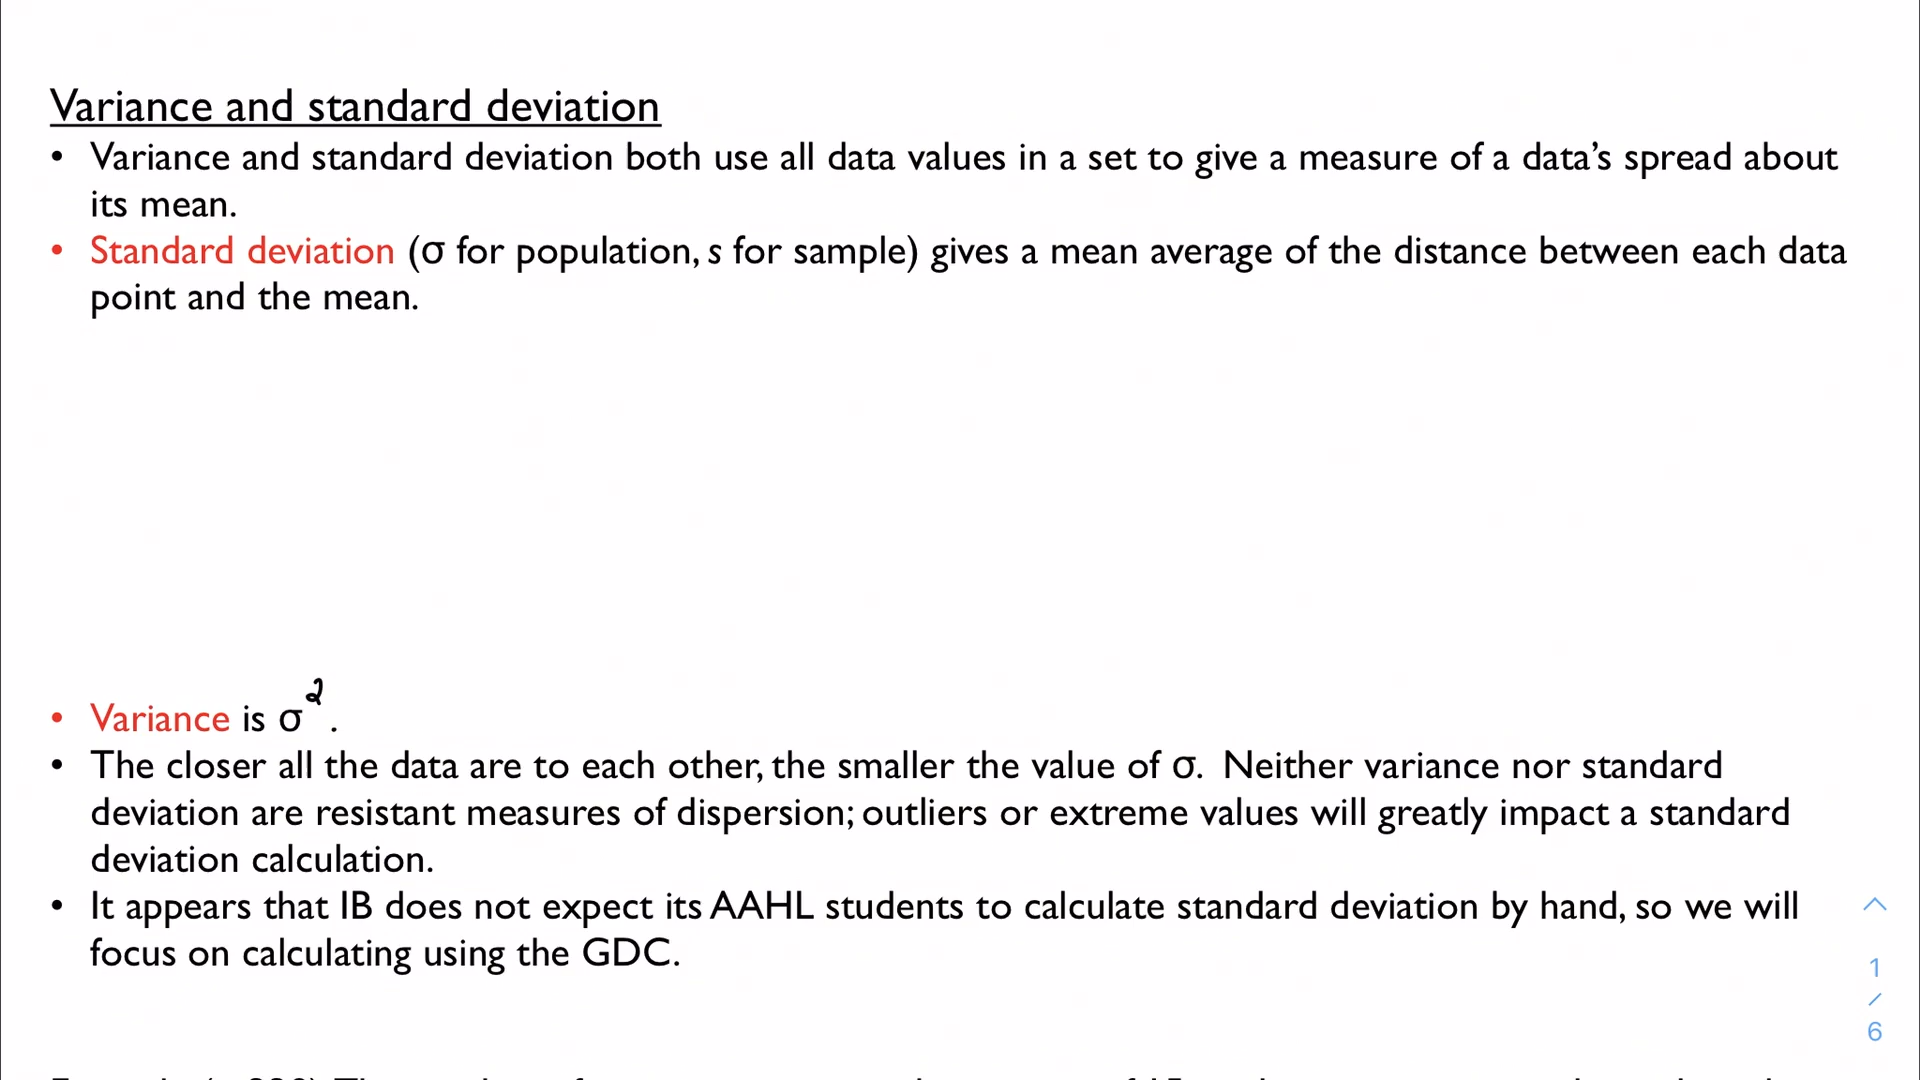 Variance and standard deviation
• Variance and standard deviation both use all data values in a set to give a measure of a data’s spread about
its mean.
• Standard deviation (σ for population, s for sample) gives a mean average of the distance between each data
point and the mean.
• Variance is σ².
• The closer all the data are to each other, the smaller the value of σ. Neither variance nor standard
deviation are resistant measures of dispersion; outliers or extreme values will greatly impact a standard
deviation calculation.
• It appears that IB does not expect its AAHL students to calculate standard deviation by hand, so we will
focus on calculating using the GDC.
1
/
6